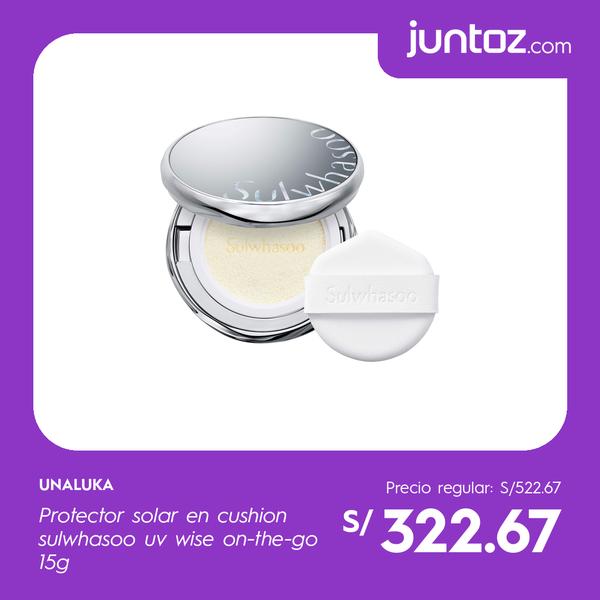 juntoz.com
Sulwhasoo
Sulwhasoo
Sulwhasoo
UNALUKA
Protector solar en cushion
sulwhasoo uv wise on-the-go
15g
Precio regular: S/522.67
S/322.67